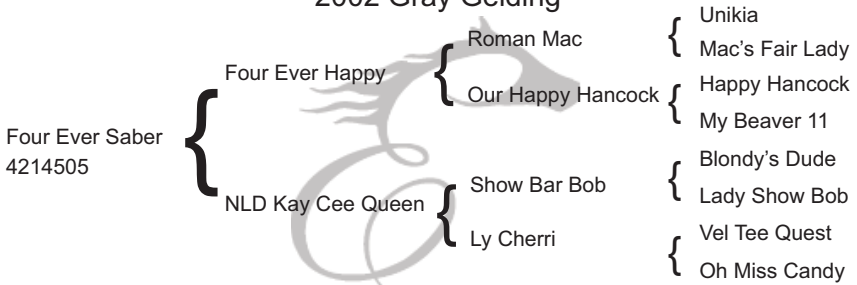 2002 Gray Gelding
Four Ever Saber
4214505
Four Ever Happy
NLD Kay Cee Queen
Roman Mac
Our Happy Hancock
Show Bar Bob
Ly Cherri
Unikia
Mac's Fair Lady
Happy Hancock
My Beaver 11
Blondy's Dude
Lady Show Bob
Vel Tee Quest
Oh Miss Candy